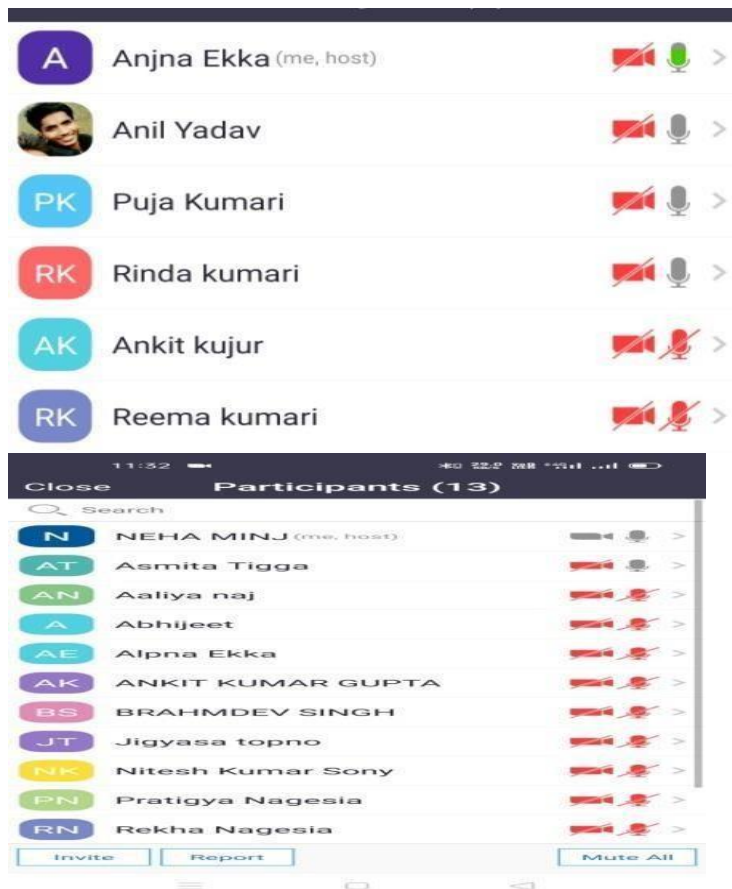 A Anjna Ekka (me, host)
Anil Yadav
PK Puja Kumari
RK Rinda kumari
AK Ankit kujur
RK Reema kumari
11:32
Close Participants (13)
Search
N NEHA MINJ (me, host)
AT Asmita Tigga
AN Aaliya naj
A Abhijeet
AE Alpna Ekka
AK ANKIT KUMAR GUPTA
BS BRAHMDEV SINGH
JT Jigyasa topno
NK Nitesh Kumar Sony
PN Pratigya Nagesia
RN Rekha Nagesia
Invite Report Mute All